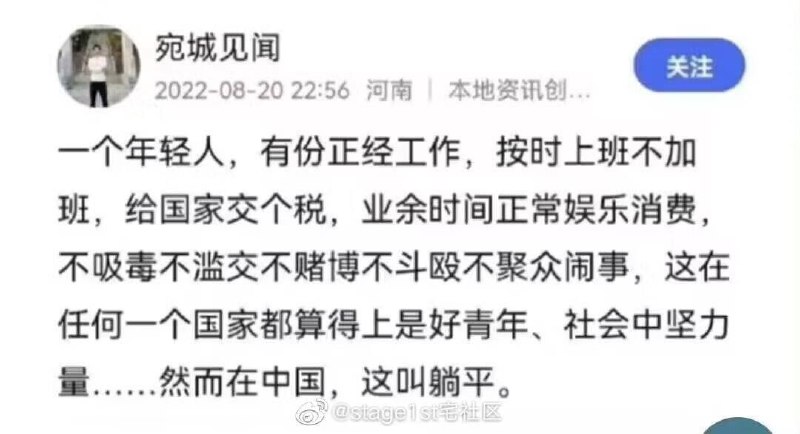 宛城见闻
关注
2022-08-20 22:56 河南 | 本地资讯创...
一个年轻人，有份正经工作，按时上班不加
班，给国家交个税，业余时间正常娱乐消费，
不吸毒不滥交不赌博不斗殴不聚众闹事，这在
任何一个国家都算得上是好青年、社会中坚力
量……然而在中国，这叫躺平。
@stage1st宅社区